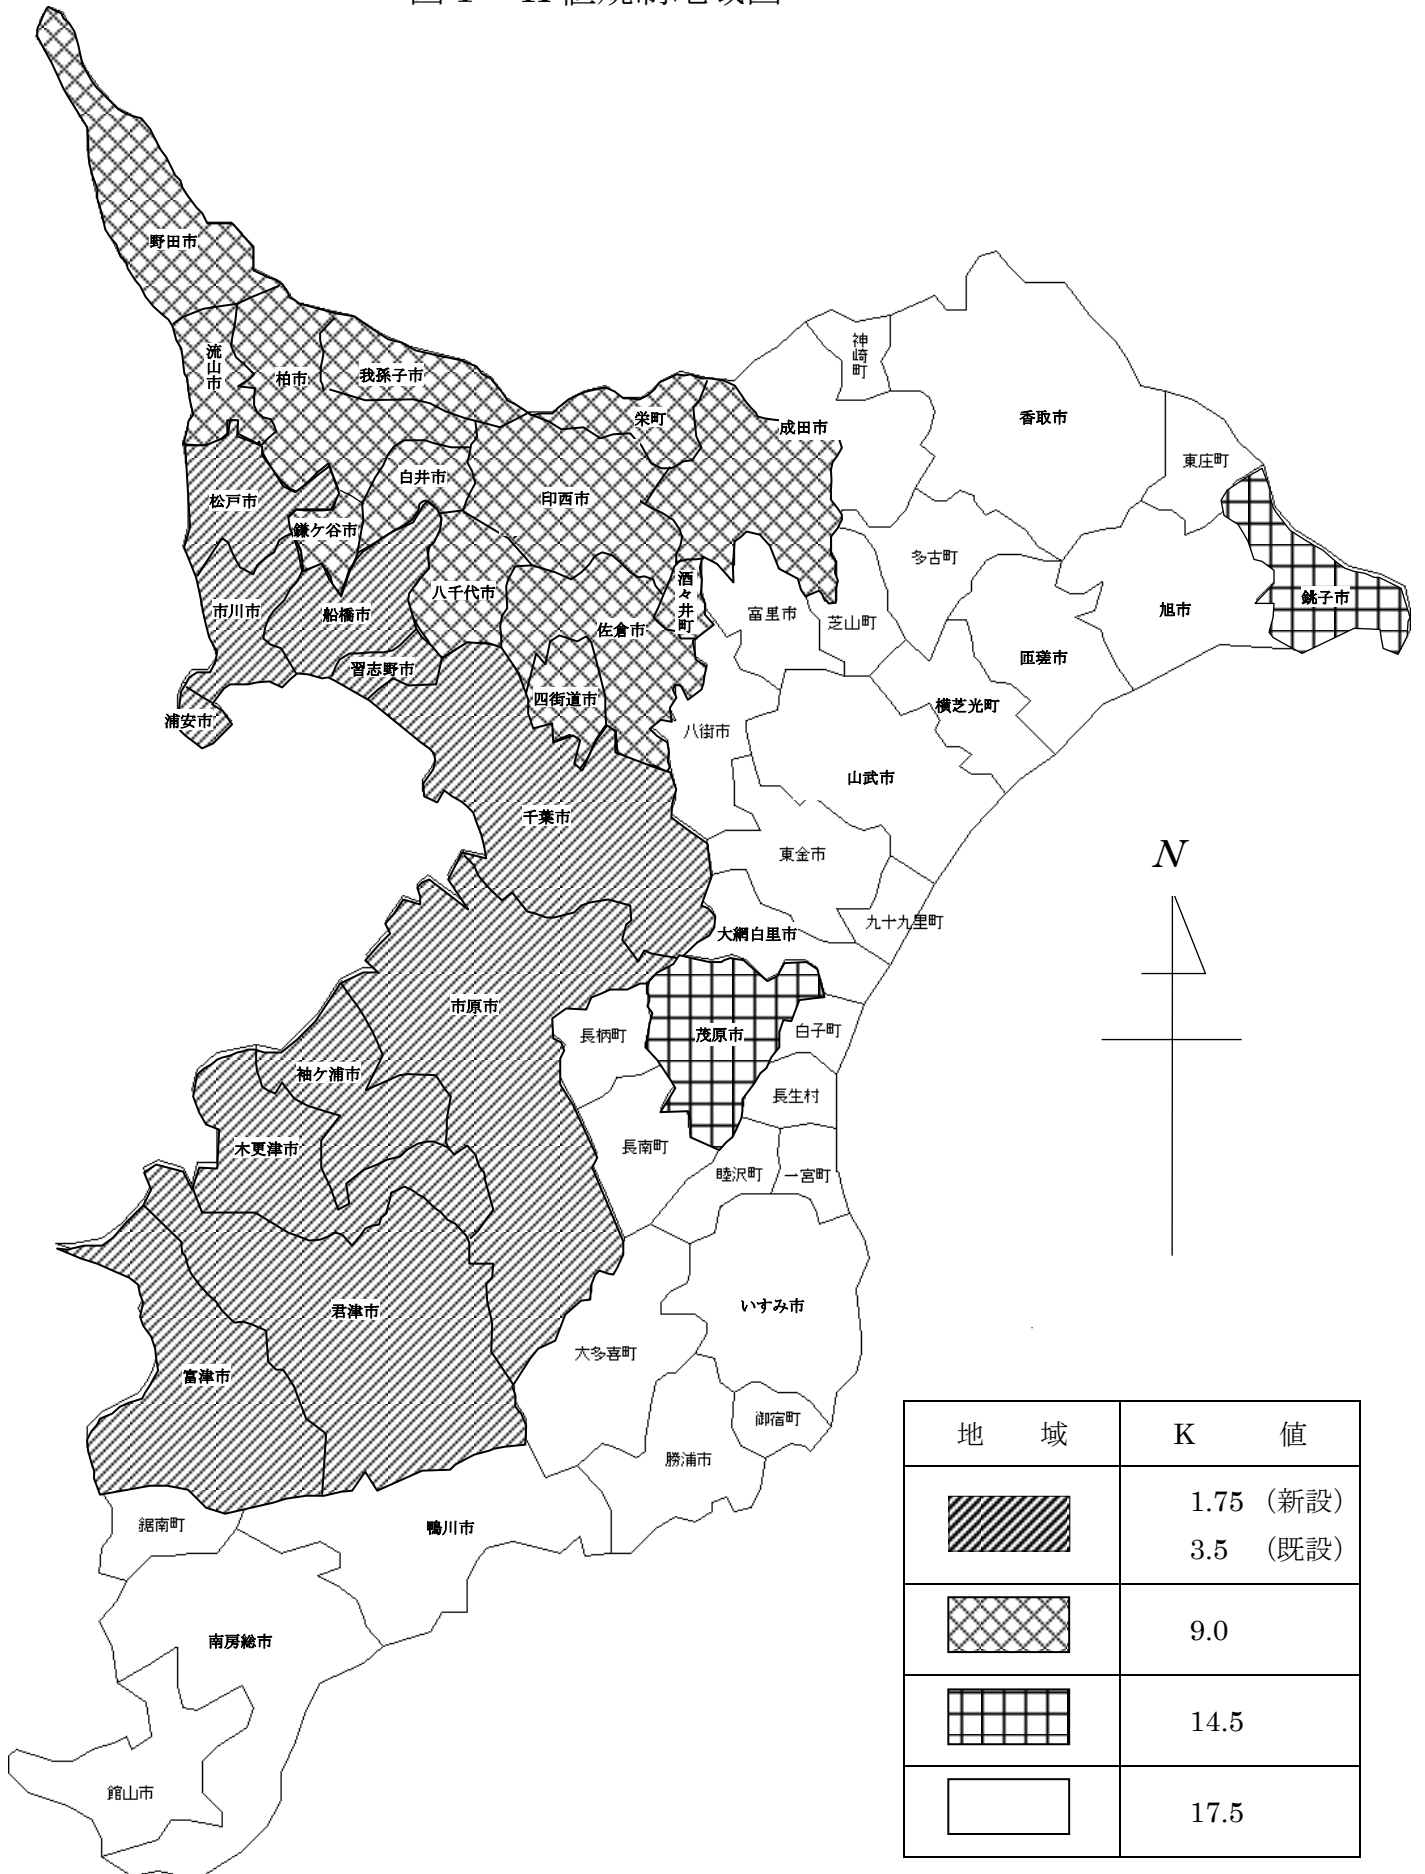 野田市
流山市
柏市
我孫子市
栄町
成田市
神崎町
香取市
東庄町
松戸市
白井市
印西市
鎌ケ谷市
市川市
船橋市
八千代市
酒々井町
佐倉市
富里市
芝山町
多古町
旭市
銚子市
習志野市
四街道市
匝瑳市
横芝光町
浦安市
八街市
山武市
千葉市
東金市
N
九十九里町
大網白里市
市原市
長柄町
茂原市
白子町
袖ケ浦市
長生村
木更津市
長南町
睦沢町
一宮町
君津市
いすみ市
大多喜町
富津市
御宿町
勝浦市
鋸南町
鴨川市
南房総市
館山市
地 域 K 値
1.75 (新設)
3.5 (既設)
9.0
14.5
17.5